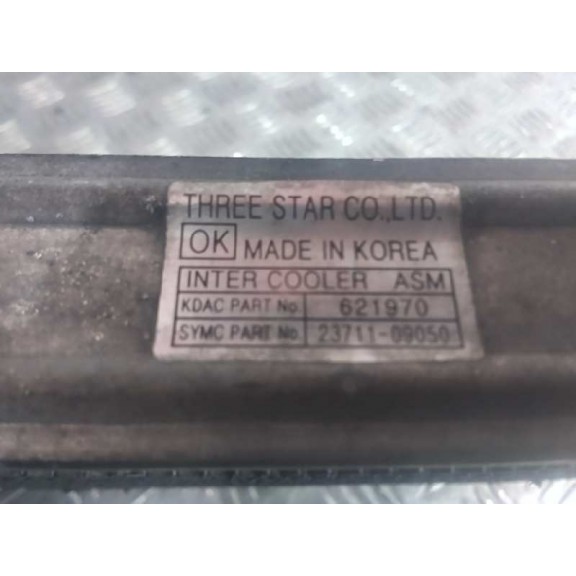 THREE STAR CO.,LTD.
OK MADE IN KOREA
INTER COOLER ASM
KDAC PART No. 621970
SYMC PART No. 23711-09050